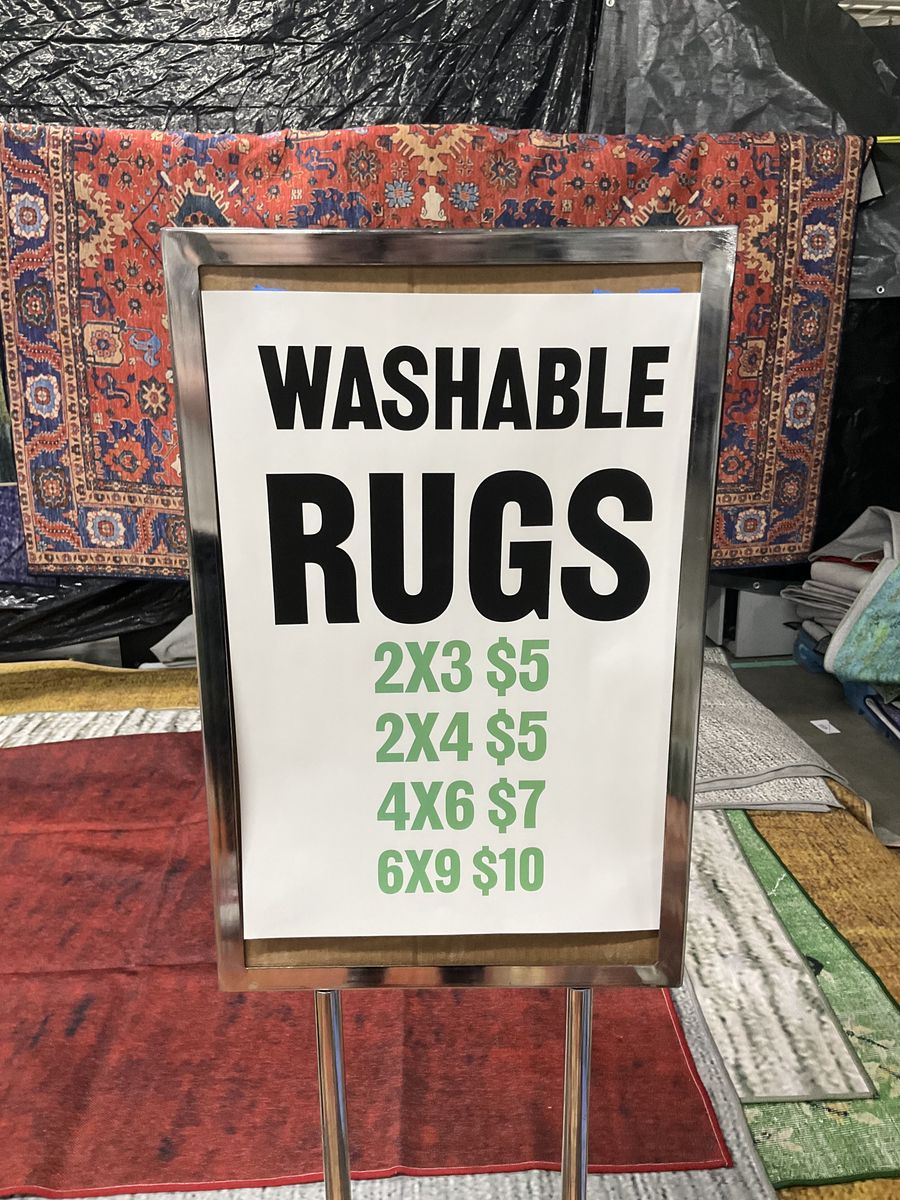 WASHABLE
RUGS
2X3 $5
2X4 $5
4X6 $7
6X9 $10